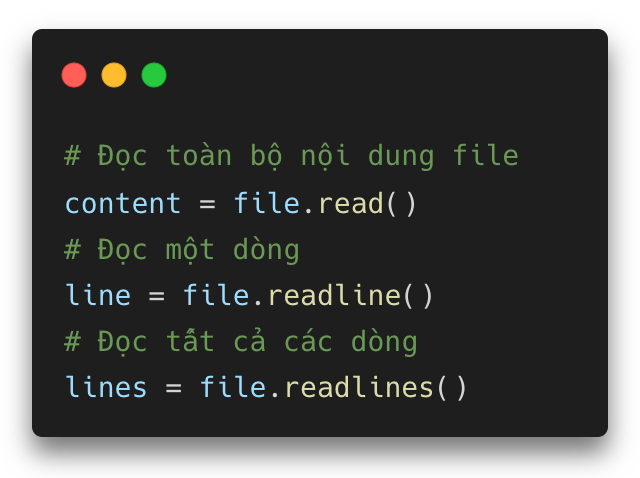 # Đọc toàn bộ nội dung file
content = file.read()
# Đọc một dòng
line = file.readline()
# Đọc tất cả các dòng
lines = file.readlines()